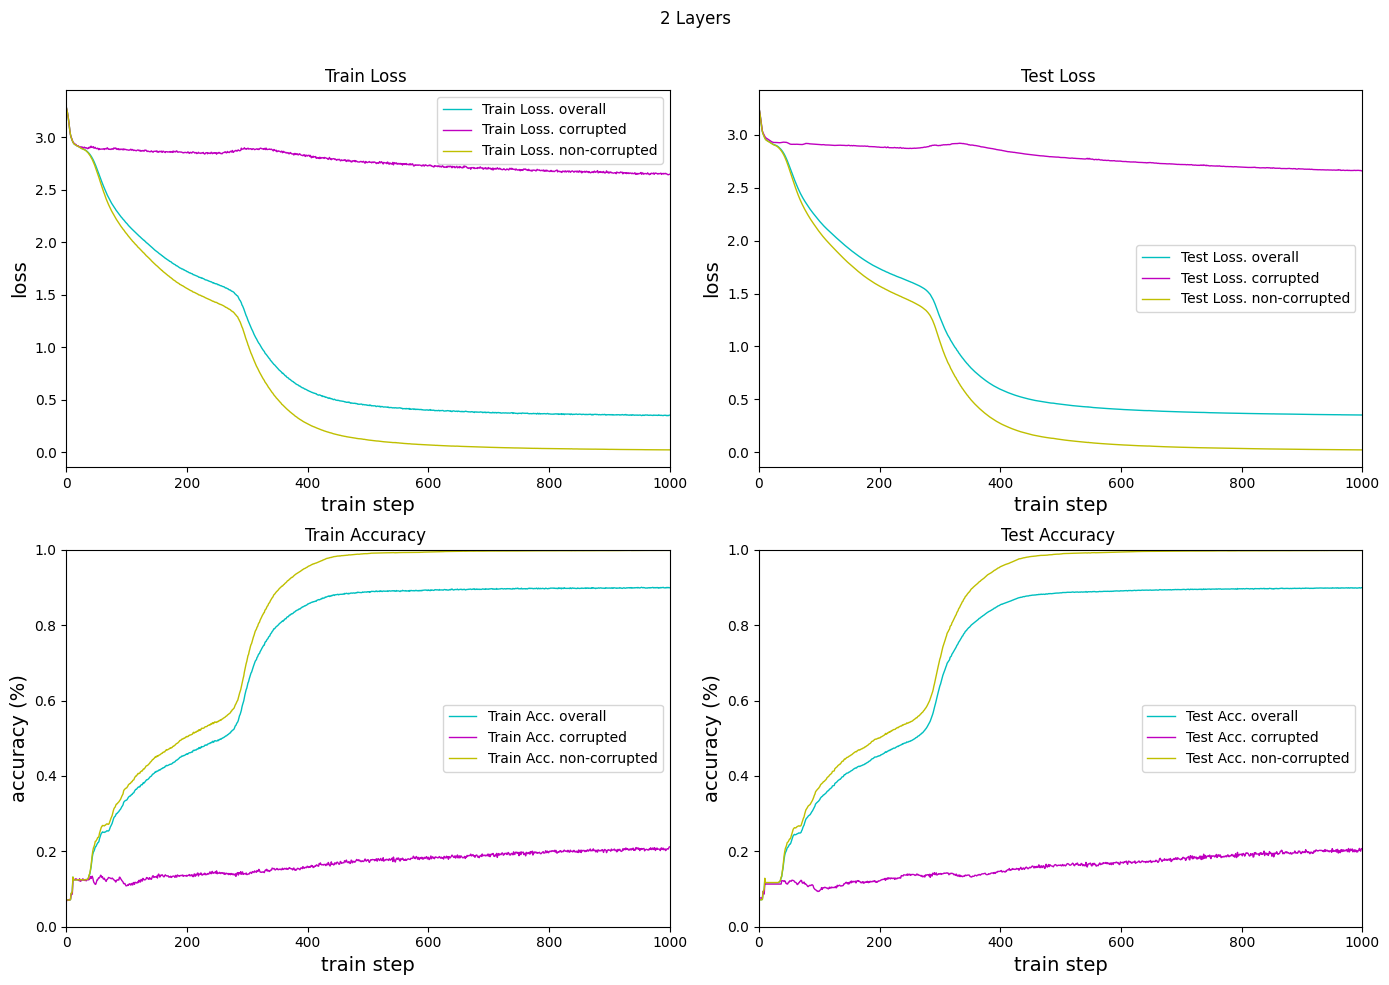 2 Layers
Train Loss
loss
3.0
2.5
2.0
1.5
1.0
0.5
0.0
Train Loss. overall
Train Loss. corrupted
Train Loss. non-corrupted
0 200 400 600 800 1000
train step
Test Loss
loss
3.0
2.5
2.0
1.5
1.0
0.5
0.0
Test Loss. overall
Test Loss. corrupted
Test Loss. non-corrupted
0 200 400 600 800 1000
train step
Train Accuracy
accuracy (%)
1.0
0.8
0.6
0.4
0.2
0.0
Train Acc. overall
Train Acc. corrupted
Train Acc. non-corrupted
0 200 400 600 800 1000
train step
Test Accuracy
accuracy (%)
1.0
0.8
0.6
0.4
0.2
0.0
Test Acc. overall
Test Acc. corrupted
Test Acc. non-corrupted
0 200 400 600 800 1000
train step